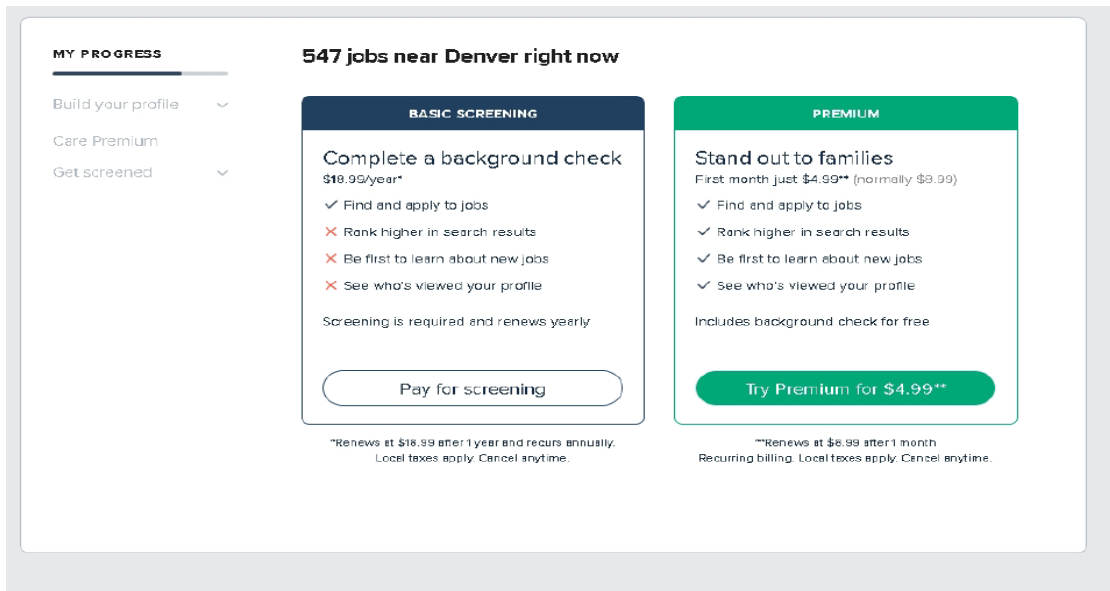 MY PROGRESS
Build your profile
Care Premium
Get screened
547 jobs near Denver right now
BASIC SCREENING
Complete a background check
$18.99/year*
Find and apply to jobs
Rank higher in search results
Be first to learn about new jobs
See who's viewed your profile
Screening is required and renews yearly
Pay for screening
*Renews at $18.99 after 1 year and recurs annually.
Local taxes apply. Cancel anytime.
PREMIUM
Stand out to families
First month just $4.99** (normally $8.99)
Find and apply to jobs
Rank higher in search results
Be first to learn about new jobs
See who's viewed your profile
Includes background check for free
Try Premium for $4.99**
**Renews at $8.99 after 1 month
Recurring billing. Local taxes apply. Cancel anytime.